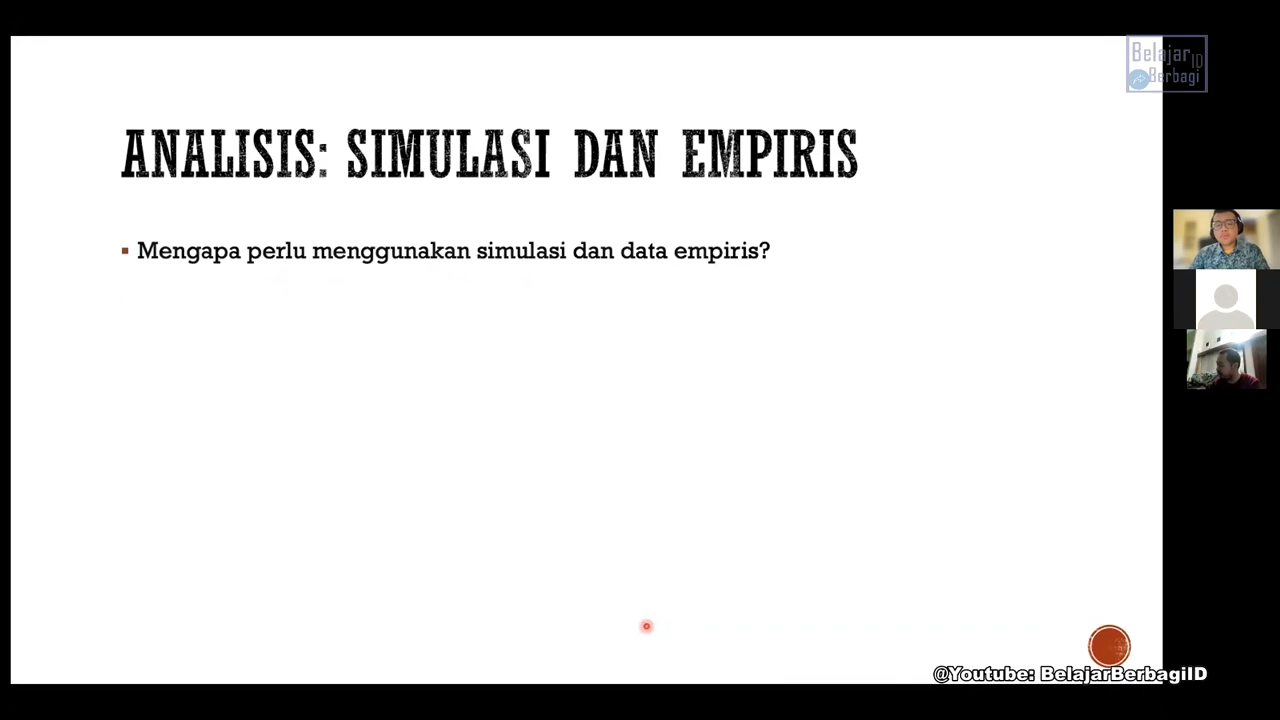 Belajar
ID
Berbagi
ANALISIS: SIMULASI DAN EMPIRIS
▪ Mengapa perlu menggunakan simulasi dan data empiris?
@Youtube: BelajarBerbagiID